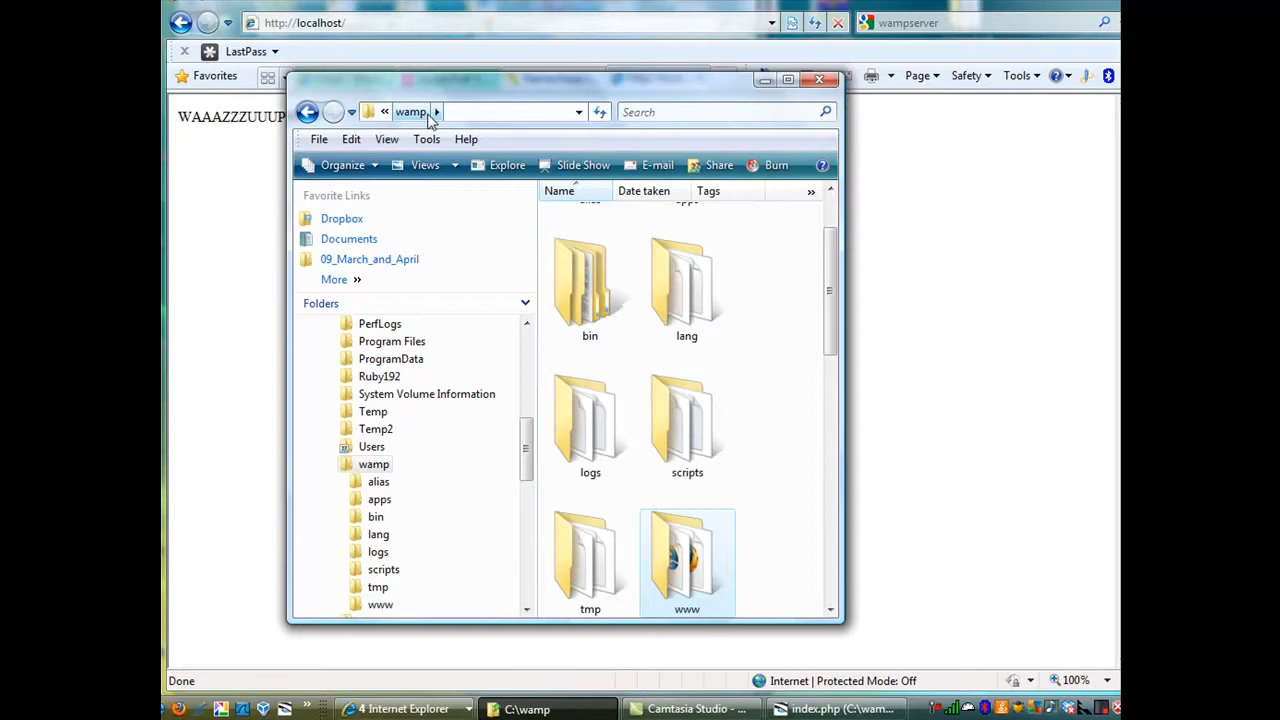 http://localhost/
wampserver
LastPass
Favorites
Page
Safety
Tools
WAAAZZZUUUP
wamp
Search
File Edit View Tools Help
Organize Views Explore Slide Show E-mail Share Burn
Favorite Links
Name Date taken Tags
Dropbox
Documents
09_March_and_April
More »
Folders
PerfLogs
Program Files
ProgramData
Ruby192
System Volume Information
Temp
Temp2
Users
wamp
alias
apps
bin
lang
logs
scripts
tmp
www
bin lang
logs scripts
tmp www
Done
Internet | Protected Mode: Off
100%
4 Internet Explorer
C:\wamp
Camtasia Studio - ...
index.php (C:\wam...